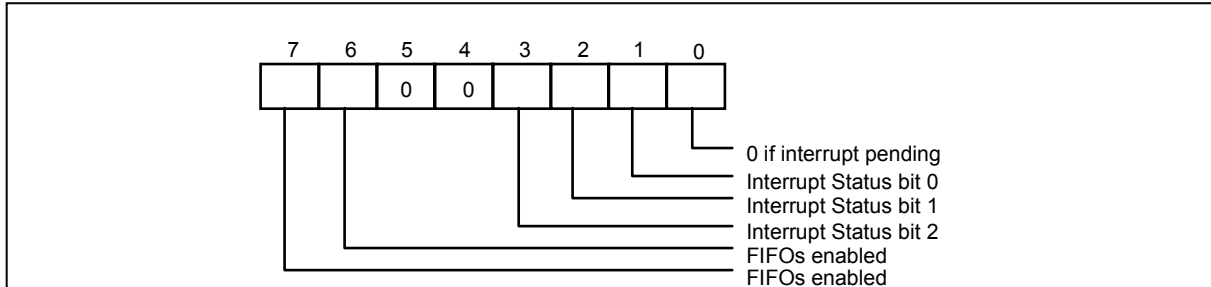 7 6 5 4 3 2 1 0
0 0
0 if interrupt pending
Interrupt Status bit 0
Interrupt Status bit 1
Interrupt Status bit 2
FIFOs enabled
FIFOs enabled